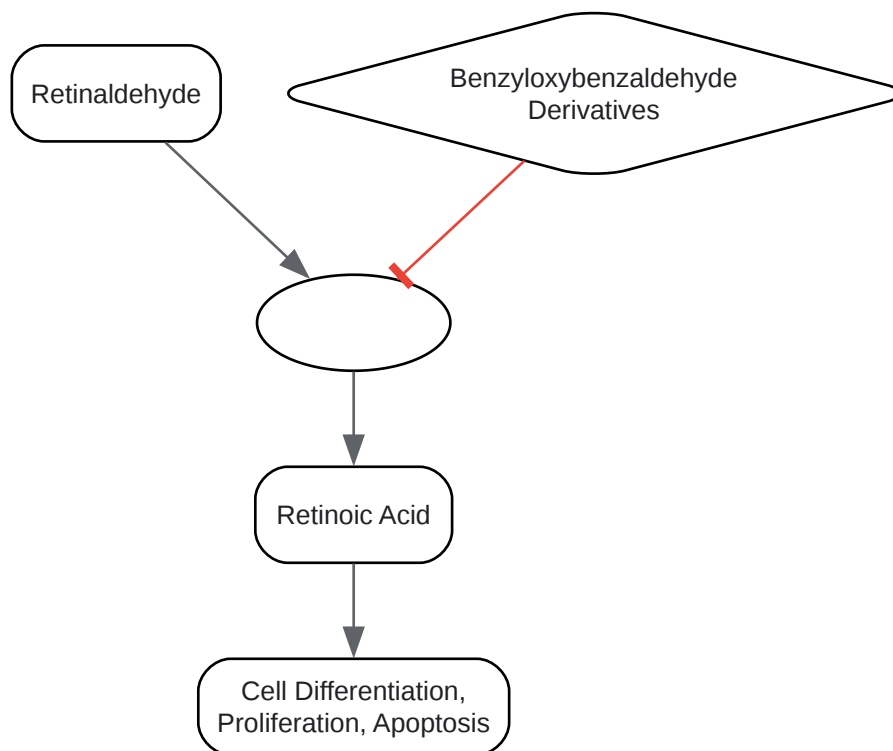 Retinaldehyde
Benzyloxybenzaldehyde
Derivatives
Retinoic Acid
Cell Differentiation,
Proliferation, Apoptosis